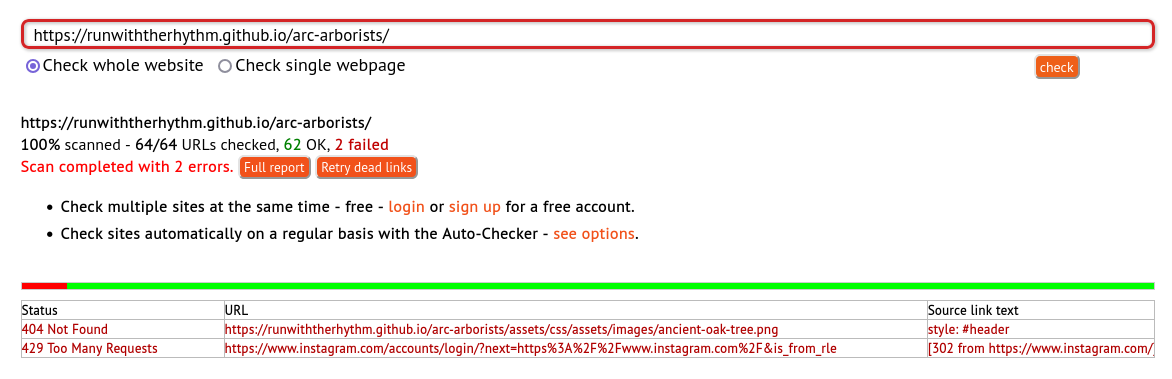 https://runwiththerhythm.github.io/arc-arborists/
Check whole website Check single webpage check
https://runwiththerhythm.github.io/arc-arborists/
100% scanned - 64/64 URLs checked, 62 OK, 2 failed
Scan completed with 2 errors. Full report Retry dead links
• Check multiple sites at the same time - free - login or sign up for a free account.
• Check sites automatically on a regular basis with the Auto-Checker - see options.
Status URL Source link text
404 Not Found https://runwiththerhythm.github.io/arc-arborists/assets/css/assets/images/ancient-oak-tree.png style: #header
429 Too Many Requests https://www.instagram.com/accounts/login/?next=https%3A%2F%2Fwww.instagram.com%2F&is_from_rle [302 from https://www.instagram.com/